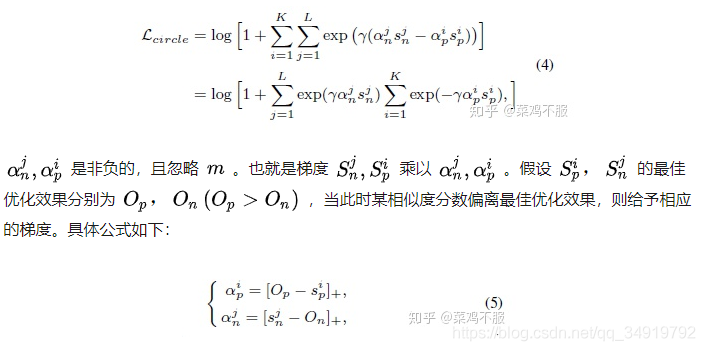 $\mathcal{L}_{circle} = \log\left[1 + \sum_{i=1}^{K}\sum_{j=1}^{L} \exp\left(\gamma(\alpha_n^j s_n^j - \alpha_p^i s_p^i)\right)\right]$
$= \log\left[1 + \sum_{j=1}^{L} \exp(\gamma\alpha_n^j s_n^j) \sum_{i=1}^{K} \exp(-\gamma\alpha_p^i s_p^i),\right]$ (4)
知乎 @菜鸡不服
$\alpha_n^j, \alpha_p^i$ 是非负的，且忽略 $m$ 。也就是梯度 $S_n^j, S_p^i$ 乘以 $\alpha_n^j, \alpha_p^i$ 。假设 $S_p^i$， $S_n^j$ 的最佳
优化效果分别为 $O_p$， $O_n$ $(O_p > O_n)$ ，当此时某相似度分数偏离最佳优化效果，则给予相应
的梯度。具体公式如下：
$\begin{cases} \alpha_p^i = [O_p - s_p^i]_+, \\ \alpha_n^j = [s_n^j - O_n]_+, \end{cases}$ (5)
知乎 @菜鸡不服
https://blog.csdn.net/qq_34919792